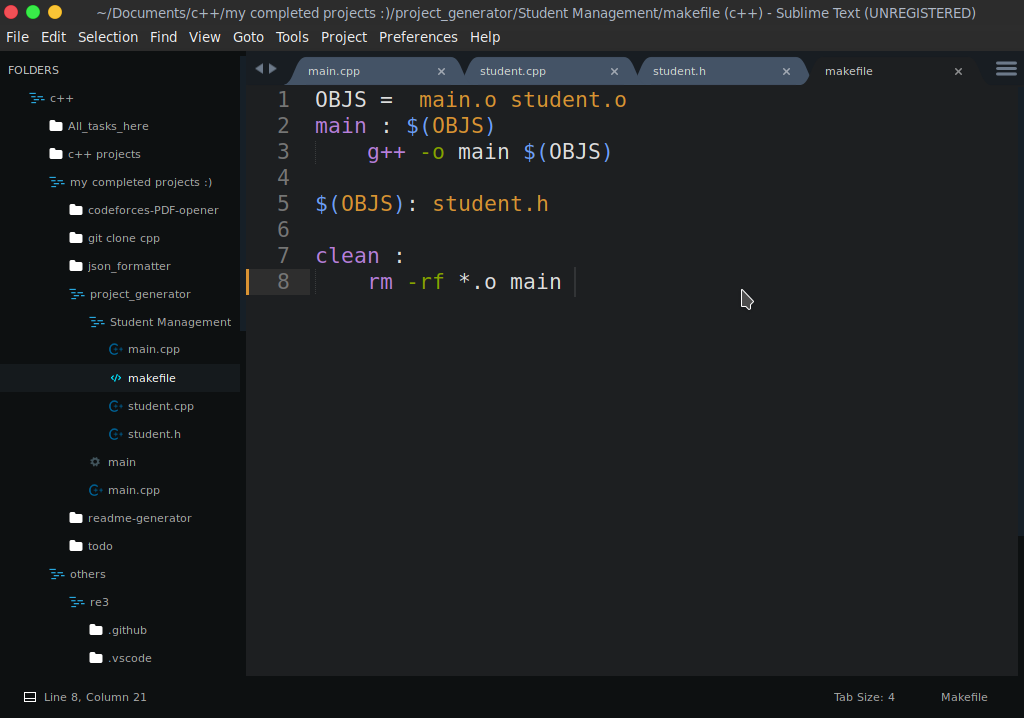 ~/Documents/c++/my completed projects :)/project_generator/Student Management/makefile (c++) - Sublime Text (UNREGISTERED)
File Edit Selection Find View Goto Tools Project Preferences Help
FOLDERS
c++
All_tasks_here
c++ projects
my completed projects :)
codeforces-PDF-opener
git clone cpp
json_formatter
project_generator
Student Management
main.cpp
makefile
student.cpp
student.h
main
main.cpp
readme-generator
todo
others
re3
.github
.vscode
main.cpp × student.cpp × student.h × makefile ×
1 OBJS =  main.o student.o
2 main : $(OBJS)
3     g++ -o main $(OBJS)
4
5 $(OBJS): student.h
6
7 clean :
8     rm -rf *.o main
Line 8, Column 21 Tab Size: 4 Makefile